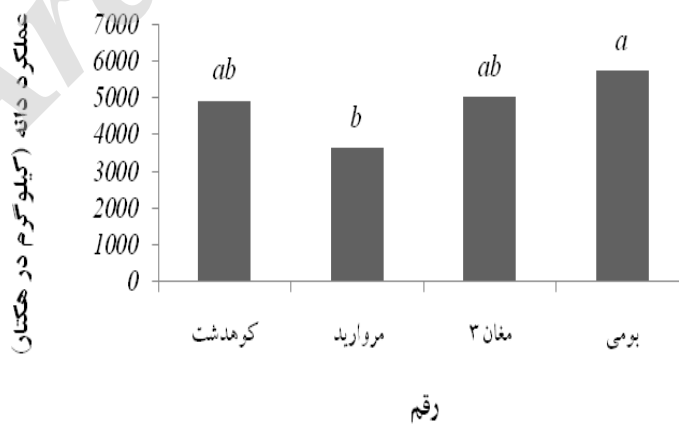 عملکرد دانه (کیلوگرم در هکتار)
7000
6000
5000
4000
3000
2000
1000
0
ab
b
ab
a
کوهدشت
مروارید
مغان ۳
بومی
رقم